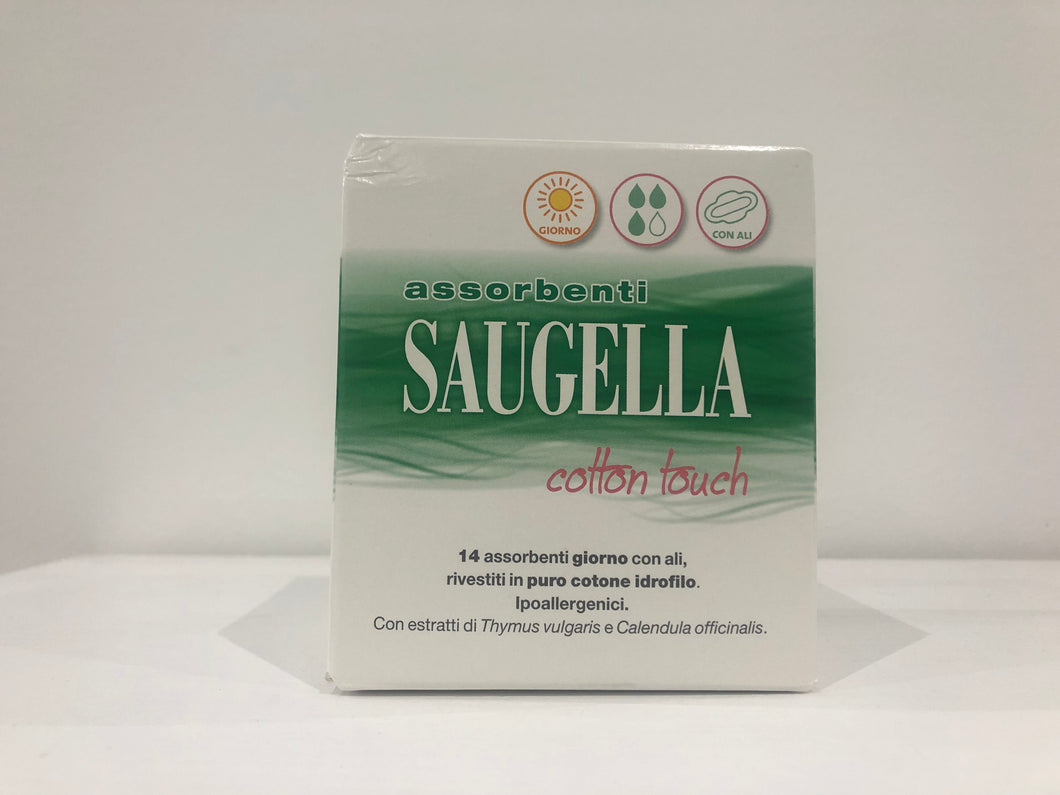 GIORNO
CON ALI
assorbenti
SAUGELLA
cotton touch
14 assorbenti giorno con ali,
rivestiti in puro cotone idrofilo.
Ipoallergenici.
Con estratti di Thymus vulgaris e Calendula officinalis.